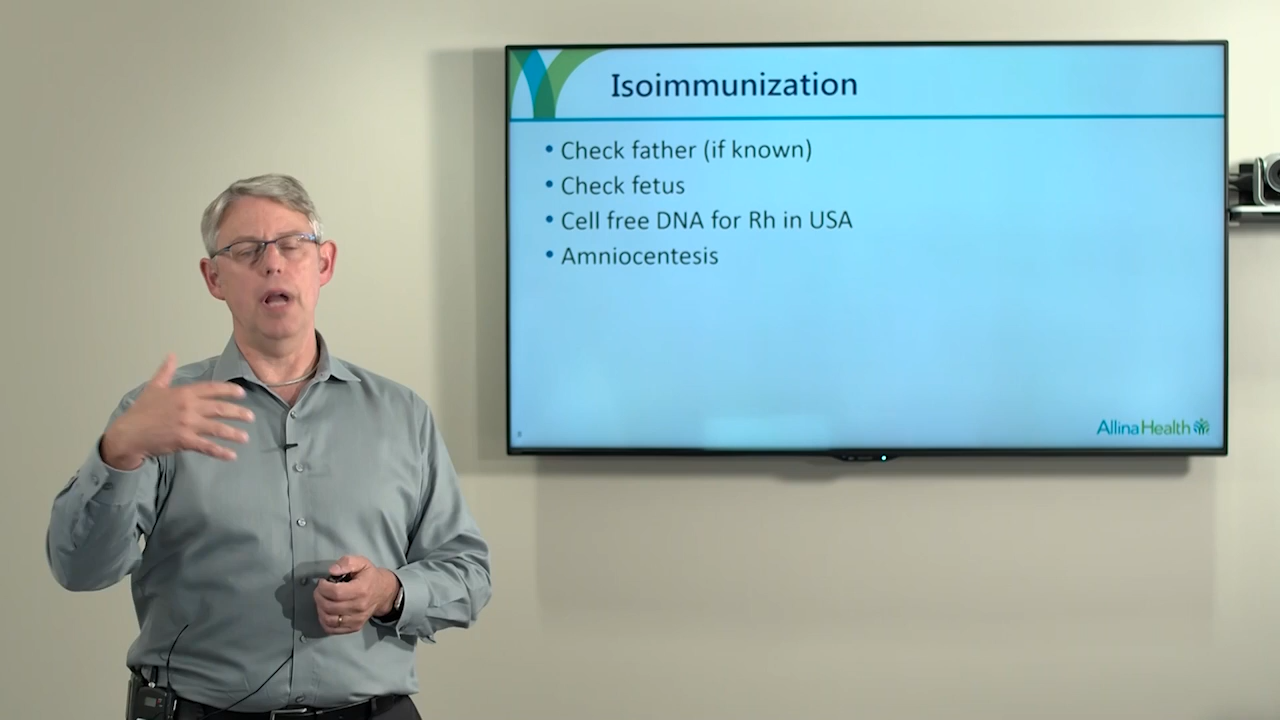 Isoimmunization
• Check father (if known)
• Check fetus
• Cell free DNA for Rh in USA
• Amniocentesis
AllinaHealth